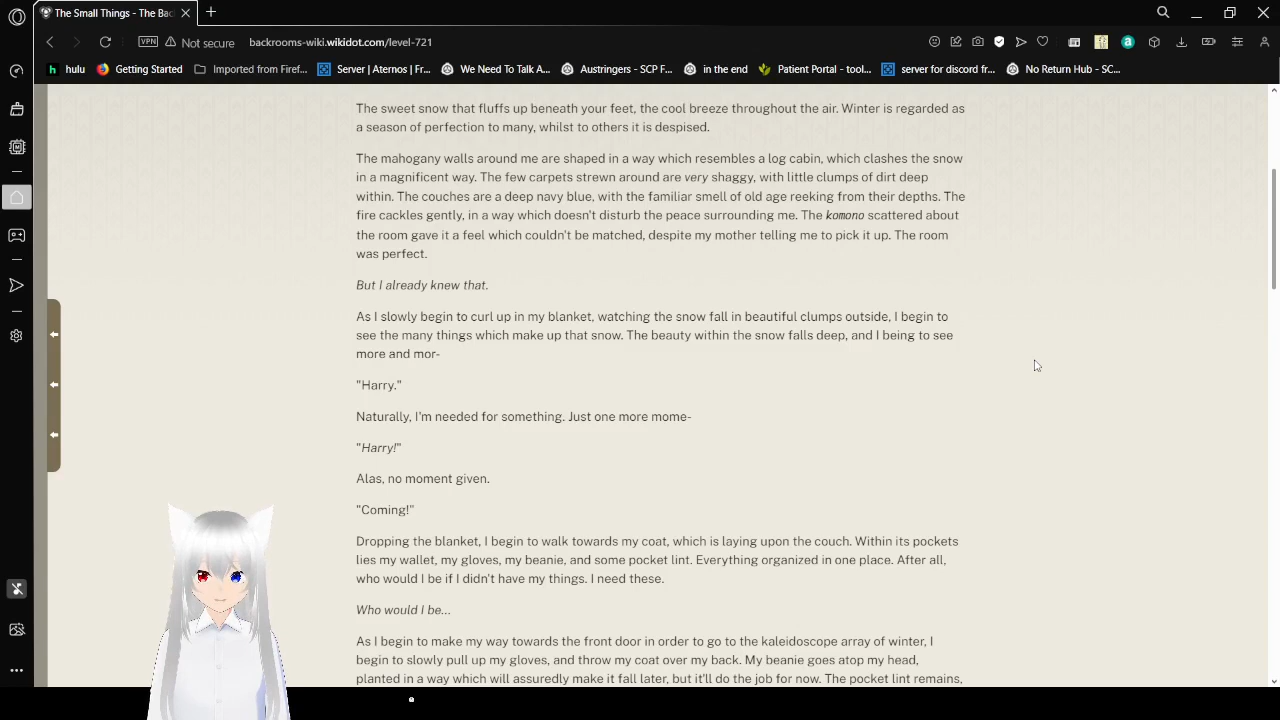 The Small Things - The Bac
VPN
Not secure
backrooms-wiki.wikidot.com/level-721
hulu
Getting Started
Imported from Firef...
Server | Aternos | Fr...
We Need To Talk A...
Austringers - SCP F...
in the end
Patient Portal - tool...
server for discord fr...
No Return Hub - SC...
The sweet snow that fluffs up beneath your feet, the cool breeze throughout the air. Winter is regarded as
a season of perfection to many, whilst to others it is despised.
The mahogany walls around me are shaped in a way which resembles a log cabin, which clashes the snow
in a magnificent way. The few carpets strewn around are very shaggy, with little clumps of dirt deep
within. The couches are a deep navy blue, with the familiar smell of old age reeking from their depths. The
fire cackles gently, in a way which doesn't disturb the peace surrounding me. The komono scattered about
the room gave it a feel which couldn't be matched, despite my mother telling me to pick it up. The room
was perfect.
But I already knew that.
As I slowly begin to curl up in my blanket, watching the snow fall in beautiful clumps outside, I begin to
see the many things which make up that snow. The beauty within the snow falls deep, and I being to see
more and mor-
"Harry."
Naturally, I'm needed for something. Just one more mome-
"Harry!"
Alas, no moment given.
"Coming!"
Dropping the blanket, I begin to walk towards my coat, which is laying upon the couch. Within its pockets
lies my wallet, my gloves, my beanie, and some pocket lint. Everything organized in one place. After all,
who would I be if I didn't have my things. I need these.
Who would I be...
As I begin to make my way towards the front door in order to go to the kaleidoscope array of winter, I
begin to slowly pull up my gloves, and throw my coat over my back. My beanie goes atop my head,
planted in a way which will assuredly make it fall later, but it'll do the job for now. The pocket lint remains,